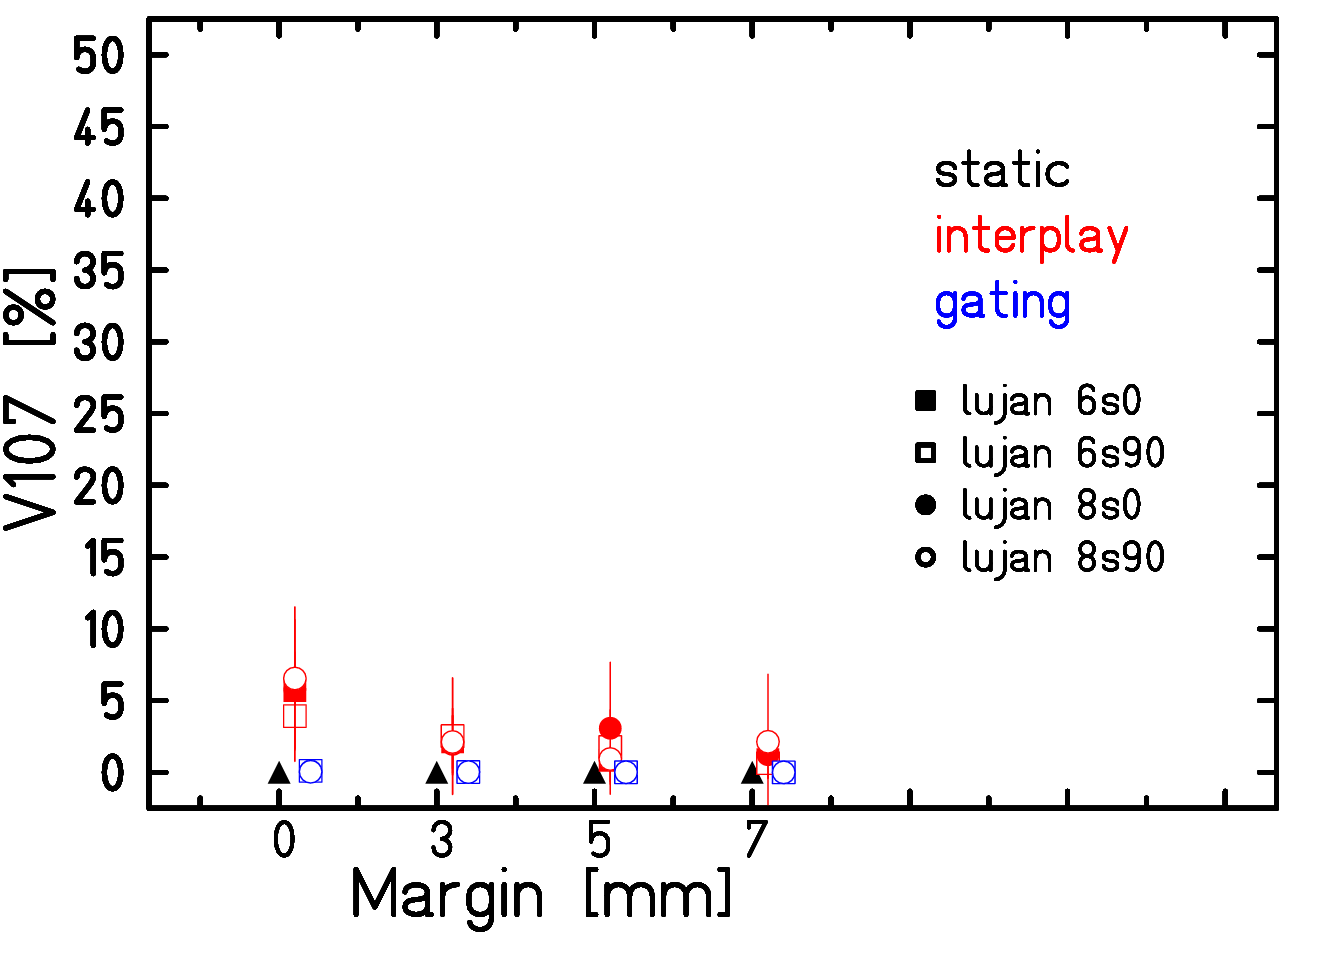 50
45
40
35
30
25
20
15
10
5
0
V107 [%]
static
interplay
gating
lujan 6s0
lujan 6s90
lujan 8s0
lujan 8s90
0 3 5 7
Margin [mm]